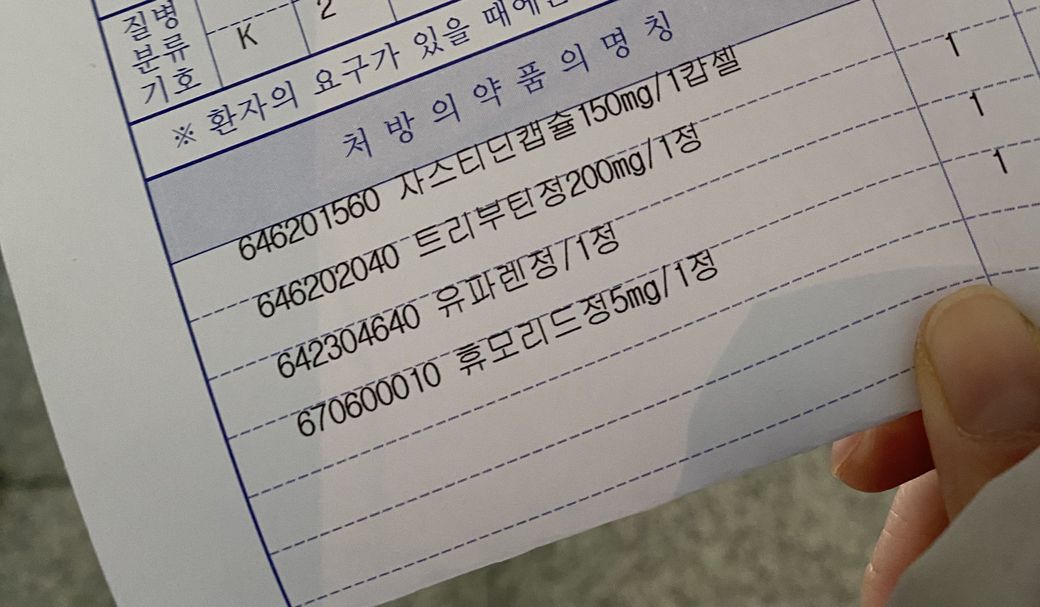 질병
분류
기호
K
2
※ 환자의 요구가 있을 때에는
처 방 의 약 품 의 명 칭
646201560 자스티딘캡슐150mg/1캅셀 1
646202040 트리부틴정200mg/1정 1
642304640 유파렌정/1정 1
670600010 휴모리드정5mg/1정